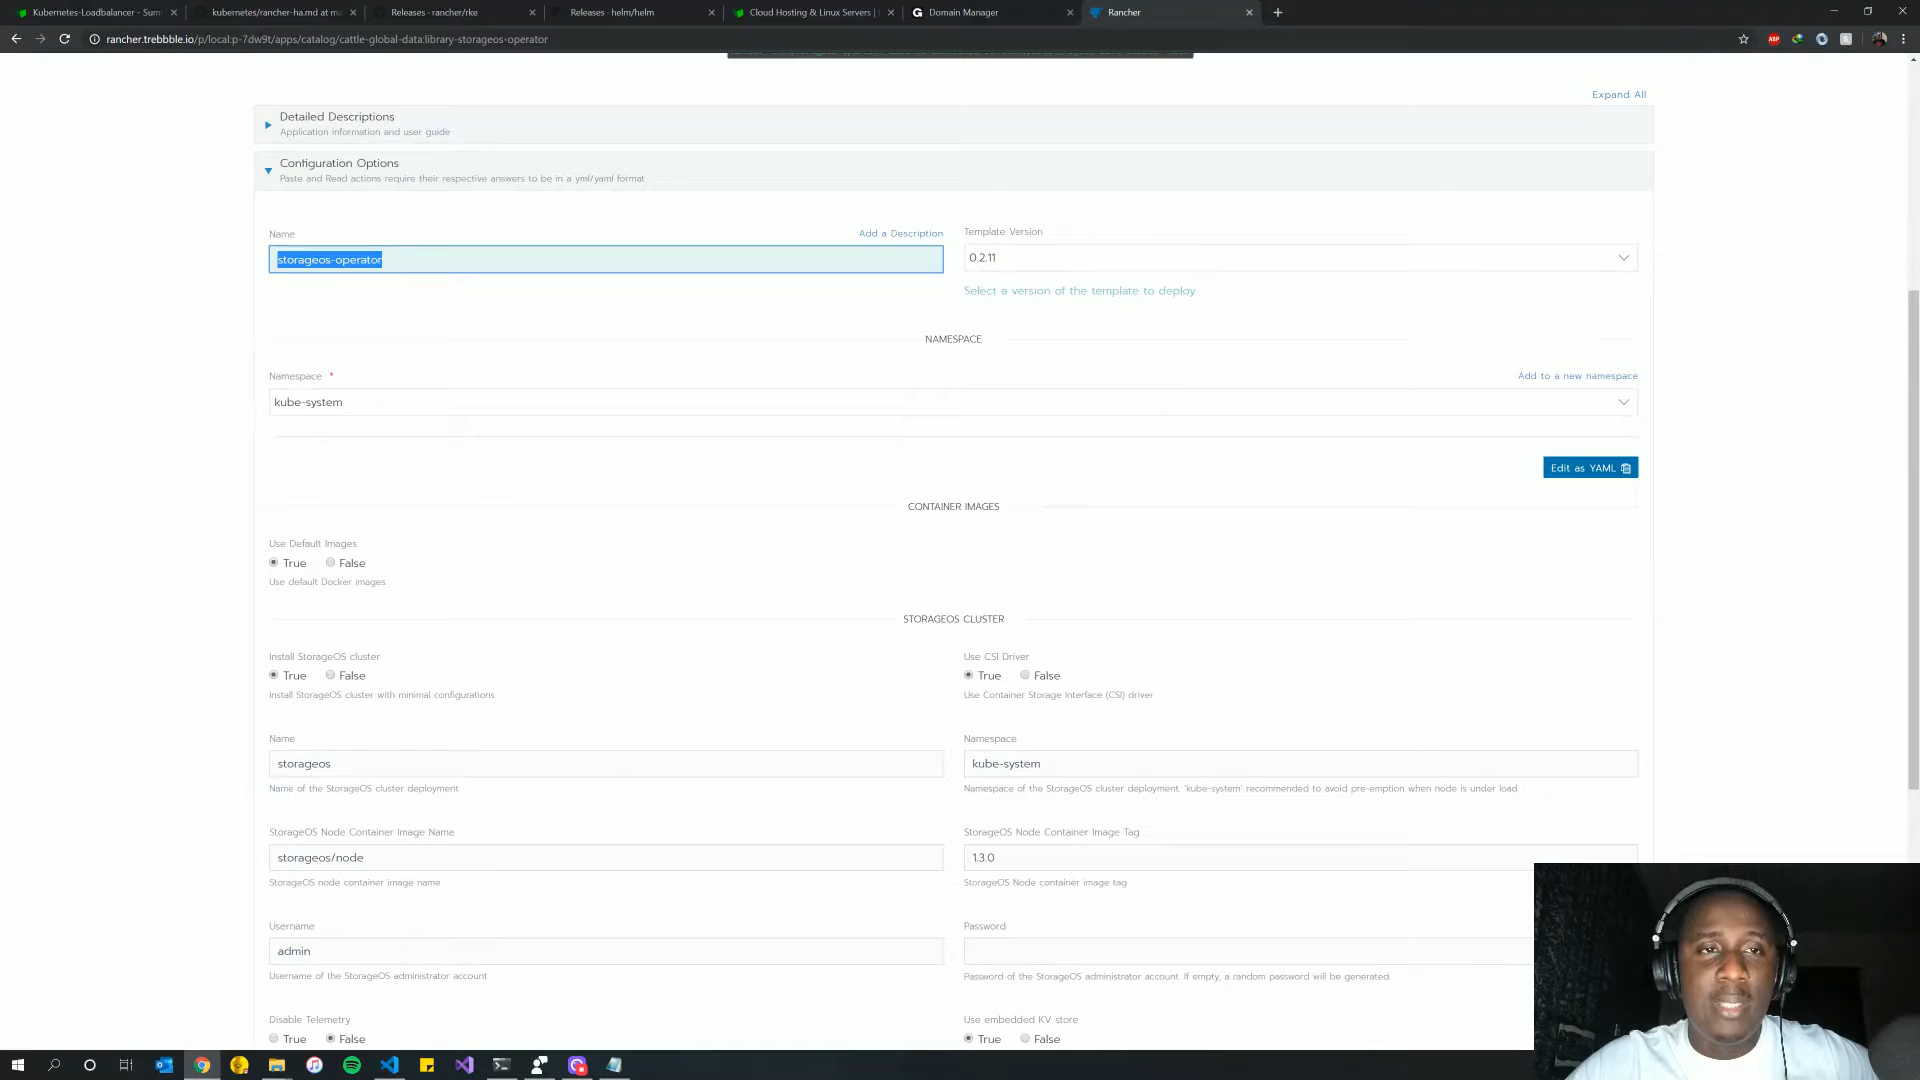 Kubernetes-Loadbalancer - Sum
kubernetes/rancher-ha.md at ma
Releases · rancher/rke
Releases · helm/helm
Cloud Hosting & Linux Servers |
Domain Manager
Rancher
rancher.trebbble.io/p/local:p-7dw9t/apps/catalog/cattle-global-data:library-storageos-operator
Expand All
Detailed Descriptions
Application information and user guide
Configuration Options
Paste and Read actions require their respective answers to be in a yml/yaml format
Name
Add a Description
Template Version
storageos-operator
0.2.11
Select a version of the template to deploy
NAMESPACE
Namespace *
Add to a new namespace
kube-system
Edit as YAML
CONTAINER IMAGES
Use Default Images
True
False
Use default Docker images
STORAGEOS CLUSTER
Install StorageOS cluster
Use CSI Driver
True
False
True
False
Install StorageOS cluster with minimal configurations
Use Container Storage Interface (CSI) driver
Name
Namespace
storageos
kube-system
Name of the StorageOS cluster deployment
Namespace of the StorageOS cluster deployment. 'kube-system' recommended to avoid pre-emption when node is under load.
StorageOS Node Container Image Name
StorageOS Node Container Image Tag
storageos/node
1.3.0
StorageOS node container image name
StorageOS Node container image tag
Username
Password
admin
Username of the StorageOS administrator account
Password of the StorageOS administrator account. If empty, a random password will be generated.
Disable Telemetry
Use embedded KV store
True
False
True
False